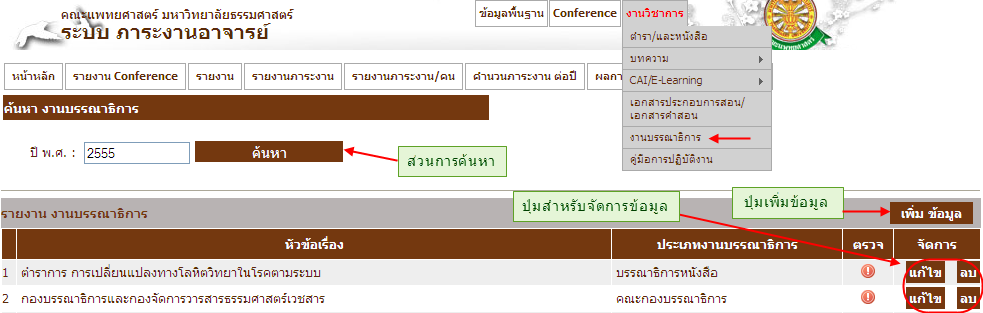 คณะแพทยศาสตร์ มหาวิทยาลัยธรรมศาสตร์
ระบบ ภาระงานอาจารย์
ข้อมูลพื้นฐาน Conference งานวิชาการ
ตำรา/และหนังสือ
บทความ
CAI/E-Learning
เอกสารประกอบการสอน/
เอกสารคำสอน
งานบรรณาธิการ
คู่มือการปฏิบัติงาน
หน้าหลัก รายงาน Conference รายงาน รายงานภาระงาน รายงานภาระงาน/คน คำนวนภาระงาน ต่อปี ผลกา
ค้นหา งานบรรณาธิการ
ปี พ.ศ. : 2555 ค้นหา
ส่วนการค้นหา
ปุ่มสำหรับจัดการข้อมูล
ปุ่มเพิ่มข้อมูล
รายงาน งานบรรณาธิการ เพิ่ม ข้อมูล
หัวข้อเรื่อง ประเภทงานบรรณาธิการ ตรวจ จัดการ
1 ตำราการ การเปลี่ยนแปลงทางโลหิตวิทยาในโรคตามระบบ บรรณาธิการหนังสือ แก้ไข ลบ
2 กองบรรณาธิการและกองจัดการวารสารธรรมศาสตร์เวชสาร คณะกองบรรณาธิการ แก้ไข ลบ